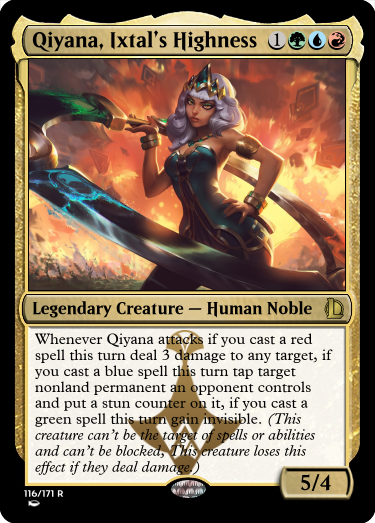 Qiyana, Ixtal's Highness 1
Legendary Creature — Human Noble
Whenever Qiyana attacks if you cast a red
spell this turn deal 3 damage to any target, if
you cast a blue spell this turn tap target
nonland permanent an opponent controls
and put a stun counter on it, if you cast a
green spell this turn gain invisible. (This
creature can't be the target of spells or abilities
and can't be blocked, This creature loses this
effect if they deal damage.)
5/4
116/171 R